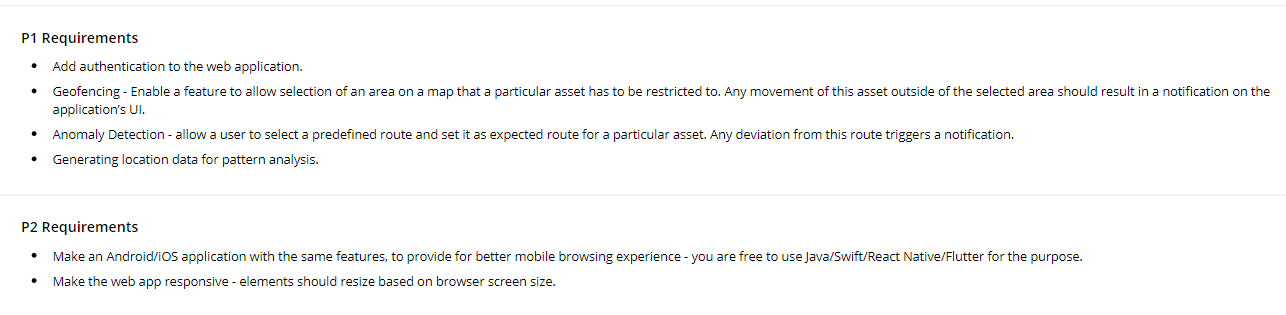 P1 Requirements
Add authentication to the web application.
Geofencing - Enable a feature to allow selection of an area on a map that a particular asset has to be restricted to. Any movement of this asset outside of the selected area should result in a notification on the
application's UI.
Anomaly Detection - allow a user to select a predefined route and set it as expected route for a particular asset. Any deviation from this route triggers a notification.
Generating location data for pattern analysis.
P2 Requirements
Make an Android/iOS application with the same features, to provide for better mobile browsing experience - you are free to use Java/Swift/React Native/Flutter for the purpose.
Make the web app responsive - elements should resize based on browser screen size.